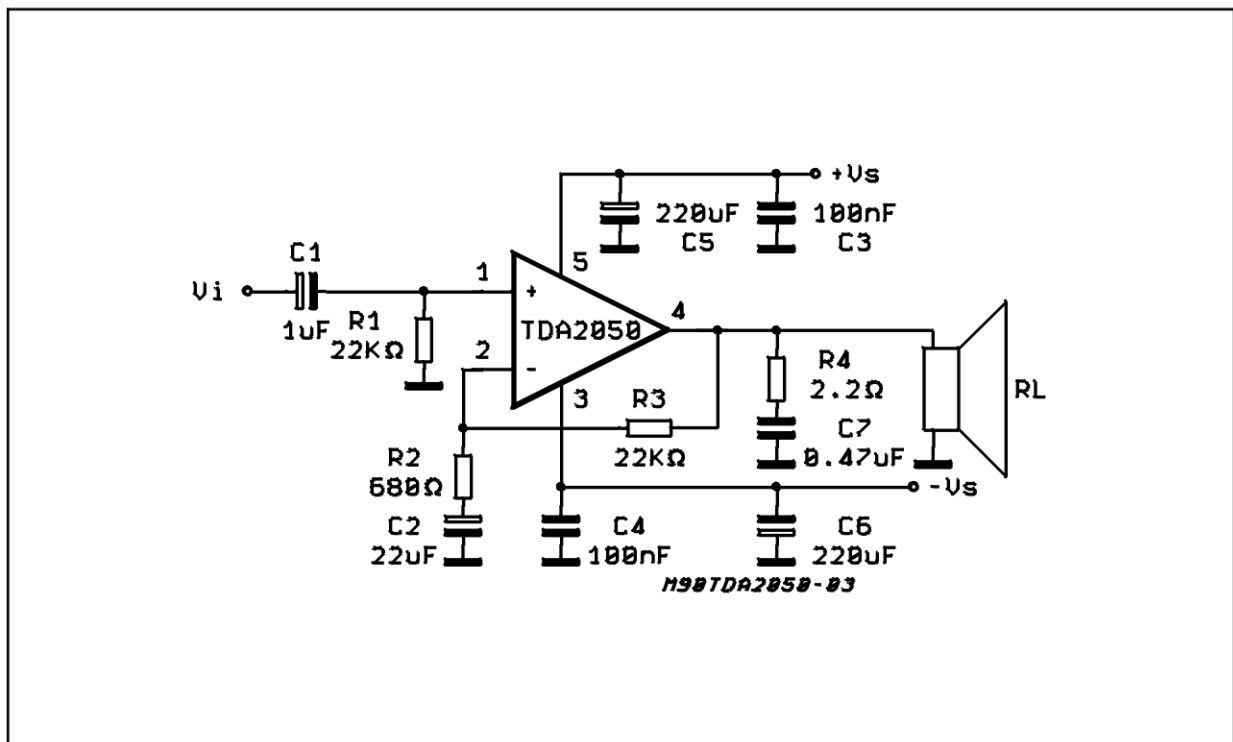 +Vs
220uF
C5
100nF
C3
C1
Vi
1uF
R1
22KΩ
1
+
TDA2050
5
4
2
-
3
R3
22KΩ
R4
2.2Ω
C7
0.47uF
RL
R2
680Ω
C2
22uF
C4
100nF
-Vs
C6
220uF
M90TDA2050-03